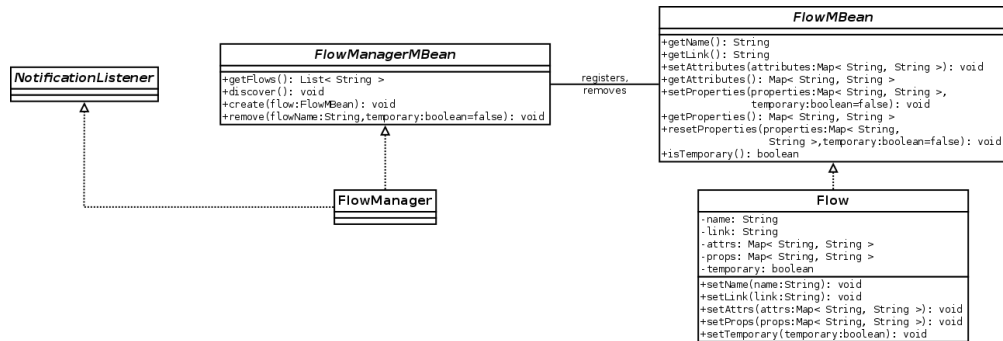 NotificationListener
FlowManagerMBean
+getFlows(): List< String >
+discover(): void
+create(flow:FlowMBean): void
+remove(flowName:String,temporary:boolean=false): void
FlowManager
registers,
removes
FlowMBean
+getName(): String
+getLink(): String
+setAttributes(attributes:Map< String, String >): void
+getAttributes(): Map< String, String >
+setProperties(properties:Map< String, String >,
temporary:boolean=false): void
+getProperties(): Map< String, String >
+resetProperties(properties:Map< String,
String >,temporary:boolean=false): void
+isTemporary(): boolean
Flow
-name: String
-link: String
-attrs: Map< String, String >
-props: Map< String, String >
-temporary: boolean
+setName(name:String): void
+setLink(link:String): void
+setAttrs(attrs:Map< String, String >): void
+setProps(props:Map< String, String >): void
+setTemporary(temporary:boolean): void